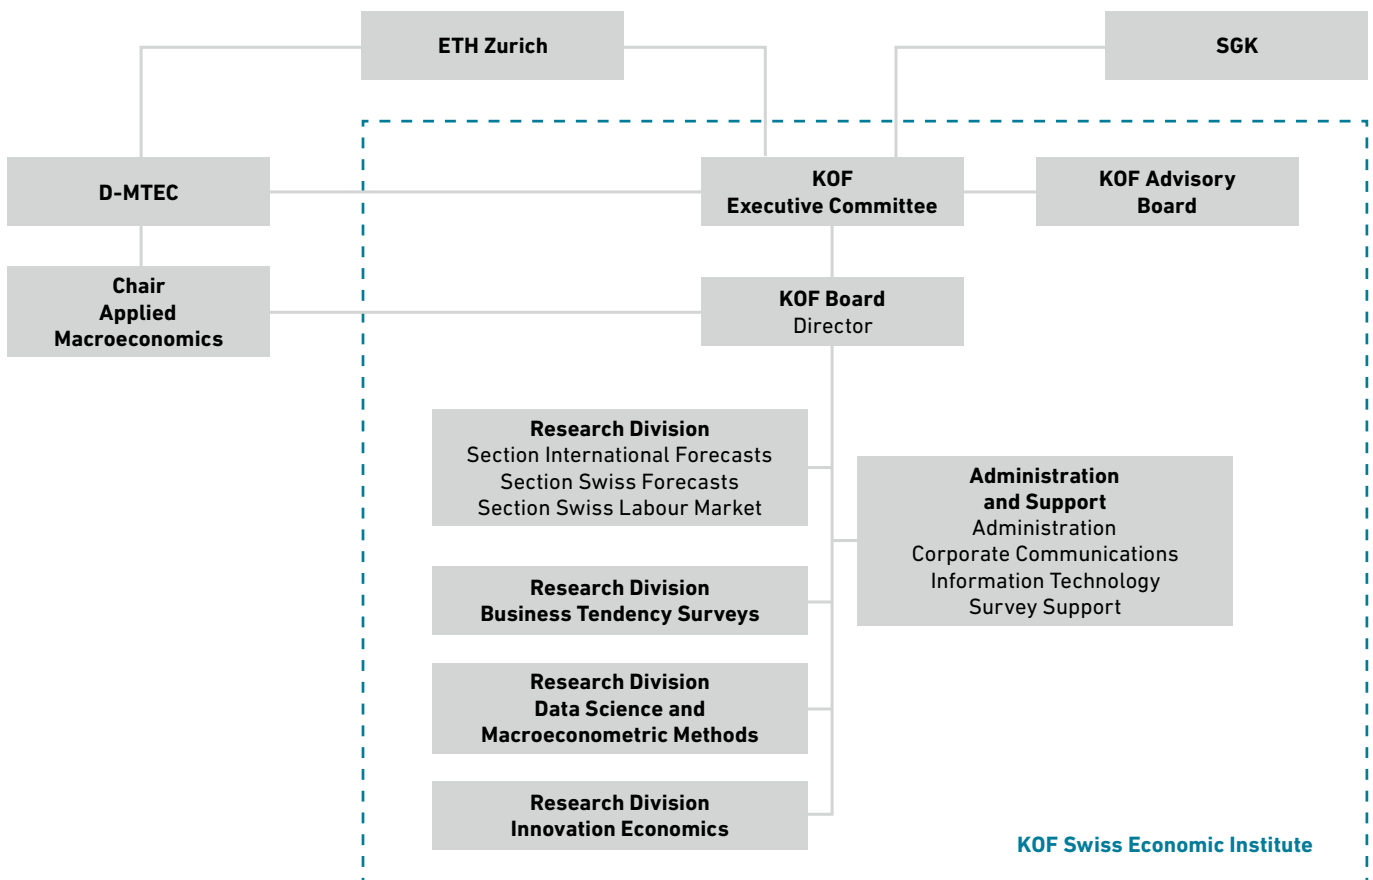 ETH Zurich
SGK
D-MTEC
KOF
Executive Committee
KOF Advisory
Board
Chair
Applied
Macroeconomics
KOF Board
Director
Research Division
Section International Forecasts
Section Swiss Forecasts
Section Swiss Labour Market
Administration
and Support
Administration
Corporate Communications
Information Technology
Survey Support
Research Division
Business Tendency Surveys
Research Division
Data Science and
Macroeconometric Methods
Research Division
Innovation Economics
KOF Swiss Economic Institute